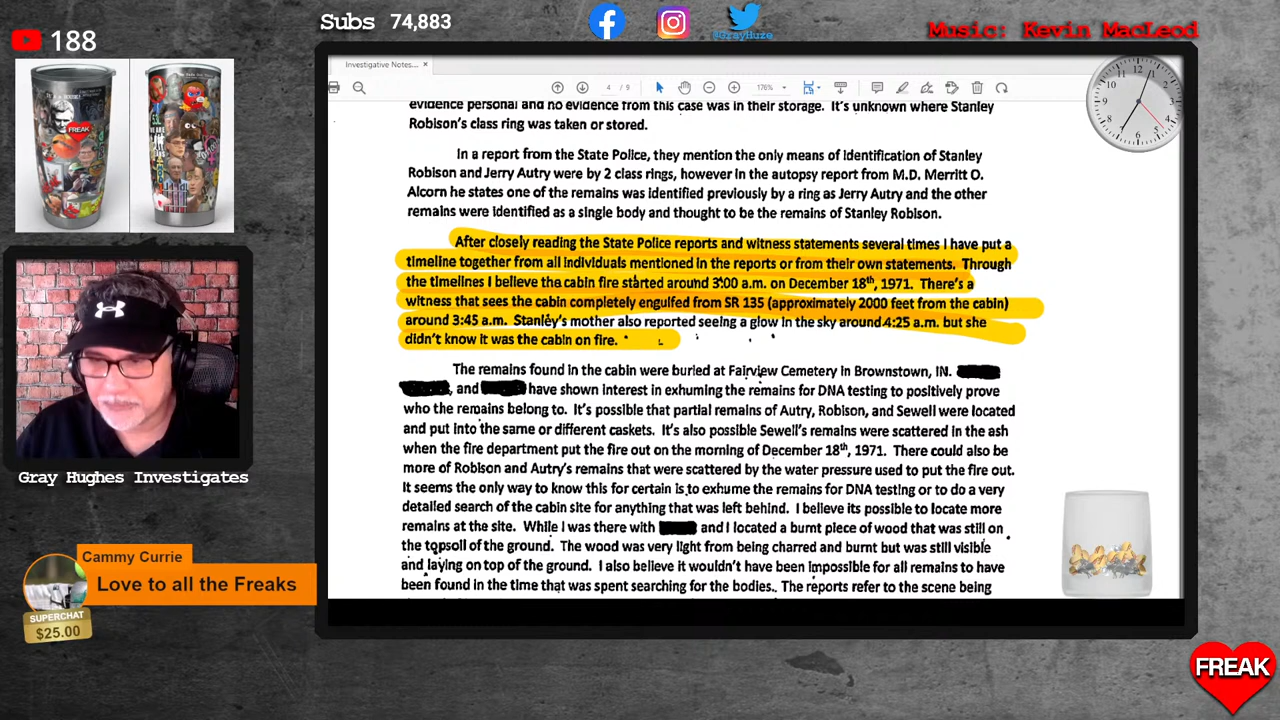 188
Subs 74,883
@GrayHuze
Music: Kevin MacLeod
FREAK
Investigative Notes... ×
4 / 9
176%
evidence personal and no evidence from this case was in their storage. It's unknown where Stanley
Robison's class ring was taken or stored.
In a report from the State Police, they mention the only means of identification of Stanley
Robison and Jerry Autry were by 2 class rings, however in the autopsy report from M.D. Merritt O.
Alcorn he states one of the remains was identified previously by a ring as Jerry Autry and the other
remains were identified as a single body and thought to be the remains of Stanley Robison.
After closely reading the State Police reports and witness statements several times I have put a
timeline together from all individuals mentioned in the reports or from their own statements. Through
the timelines I believe the cabin fire started around 3:00 a.m. on December 18th, 1971. There's a
witness that sees the cabin completely engulfed from SR 135 (approximately 2000 feet from the cabin)
around 3:45 a.m. Stanley's mother also reported seeing a glow in the sky around 4:25 a.m. but she
didn't know it was the cabin on fire.
The remains found in the cabin were buried at Fairview Cemetery in Brownstown, IN.
, and have shown interest in exhuming the remains for DNA testing to positively prove
who the remains belong to. It's possible that partial remains of Autry, Robison, and Sewell were located
and put into the same or different caskets. It's also possible Sewell's remains were scattered in the ash
when the fire department put the fire out on the morning of December 18th, 1971. There could also be
more of Robison and Autry's remains that were scattered by the water pressure used to put the fire out.
It seems the only way to know this for certain is to exhume the remains for DNA testing or to do a very
detailed search of the cabin site for anything that was left behind. I believe its possible to locate more
remains at the site. While I was there with and I located a burnt piece of wood that was still on
the topsoll of the ground. The wood was very light from being charred and burnt but was still visible
and laying on top of the ground. I also believe it wouldn't have been impossible for all remains to have
been found in the time that was spent searching for the bodies. The reports refer to the scene being
Gray Hughes Investigates
Cammy Currie
Love to all the Freaks
SUPERCHAT
$25.00
FREAK